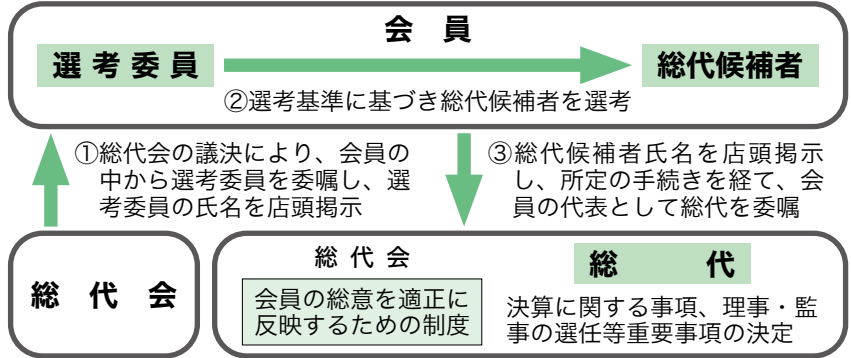 会 員
選 考 委 員
総代候補者
②選考基準に基づき総代候補者を選考
①総代会の議決により、会員の
中から選考委員を委嘱し、選
考委員の氏名を店頭掲示
③総代候補者氏名を店頭掲示
し、所定の手続きを経て、会
員の代表として総代を委嘱
総 代 会
総 代 会
会員の総意を適正に
反映するための制度
総 代
決算に関する事項、理事・監
事の選任等重要事項の決定